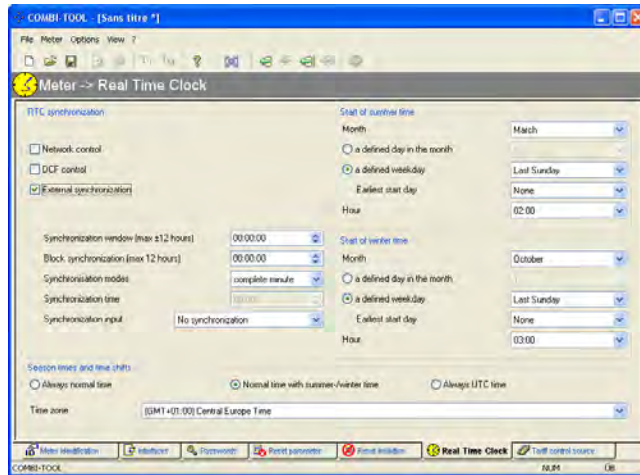 COMBI-TOOL - [Sans titre *]
File Meter Options View ?
Meter -> Real Time Clock
RTC synchronization
Network control
DCF control
External synchronization
Synchronization window (max ±12 hours) 00:00:00
Block synchronization (max 12 hours) 00:00:00
Synchronisation modes complete minute
Synchronization time
Synchronization input No synchronization
Start of summer time
Month March
a defined day in the month
a defined weekday Last Sunday
Earliest start day None
Hour 02:00
Start of winter time
Month October
a defined day in the month
a defined weekday Last Sunday
Earliest start day None
Hour 03:00
Season times and time shifts
Always normal time Normal time with summer-/winter time Always UTC time
Time zone (GMT+01:00) Central Europe Time
Meter Identification Interfaces Passwords Reset parameter Reset inhibition Real Time Clock Tariff control source
COMBI-TOOL NUM